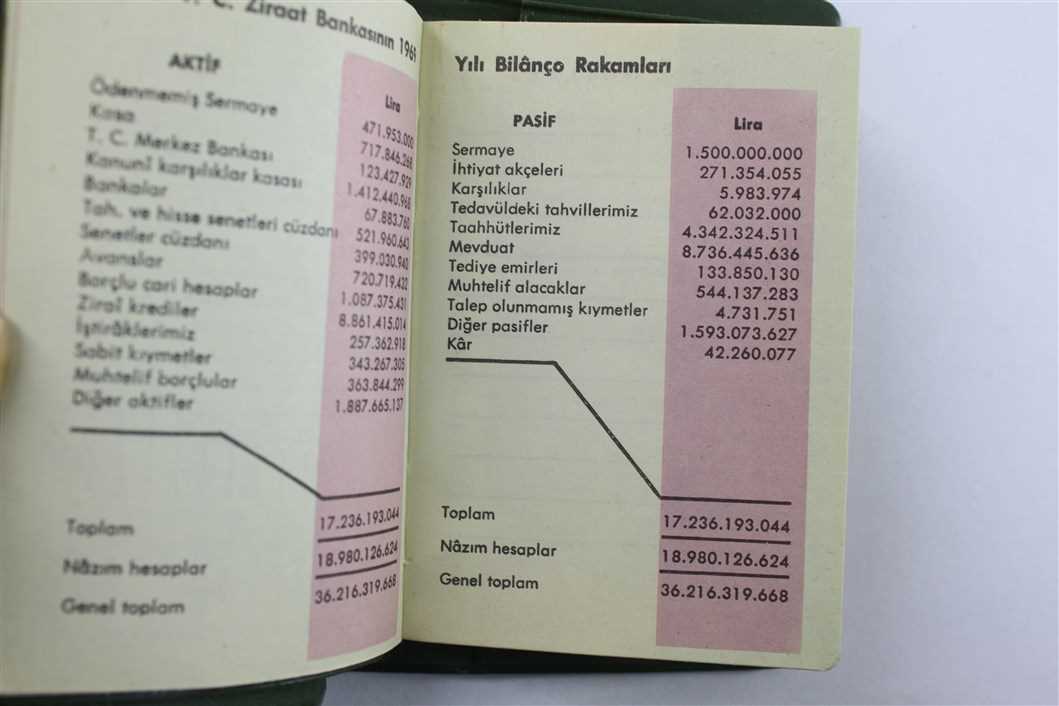 C. Ziraat Bankasının 1961
AKTİF
Lira
Ödenmemiş Sermaye 471.953.000
Kasa 717.846.268
T. C. Merkez Bankası 123.427.929
Kanunî karşılıklar kasası 1.412.440.968
Bankalar 67.883.760
Tah. ve hisse senetleri cüzdanı 521.960.643
Senetler cüzdanı 399.030.940
Avanslar 720.719.432
Borçlu cari hesaplar 1.087.375.431
Ziraî krediler 8.861.415.014
İştirâklerimiz 257.362.918
Sabit kıymetler 343.267.305
Muhtelif borçlular 363.844.299
Diğer aktifler 1.887.665.137
Toplam 17.236.193.044
Nâzım hesaplar 18.980.126.624
Genel toplam 36.216.319.668
Yılı Bilânço Rakamları
PASİF Lira
Sermaye 1.500.000.000
İhtiyat akçeleri 271.354.055
Karşılıklar 5.983.974
Tedavüldeki tahvillerimiz 62.032.000
Taahhütlerimiz 4.342.324.511
Mevduat 8.736.445.636
Tediye emirleri 133.850.130
Muhtelif alacaklar 544.137.283
Talep olunmamış kıymetler 4.731.751
Diğer pasifler 1.593.073.627
Kâr 42.260.077
Toplam 17.236.193.044
Nâzım hesaplar 18.980.126.624
Genel toplam 36.216.319.668